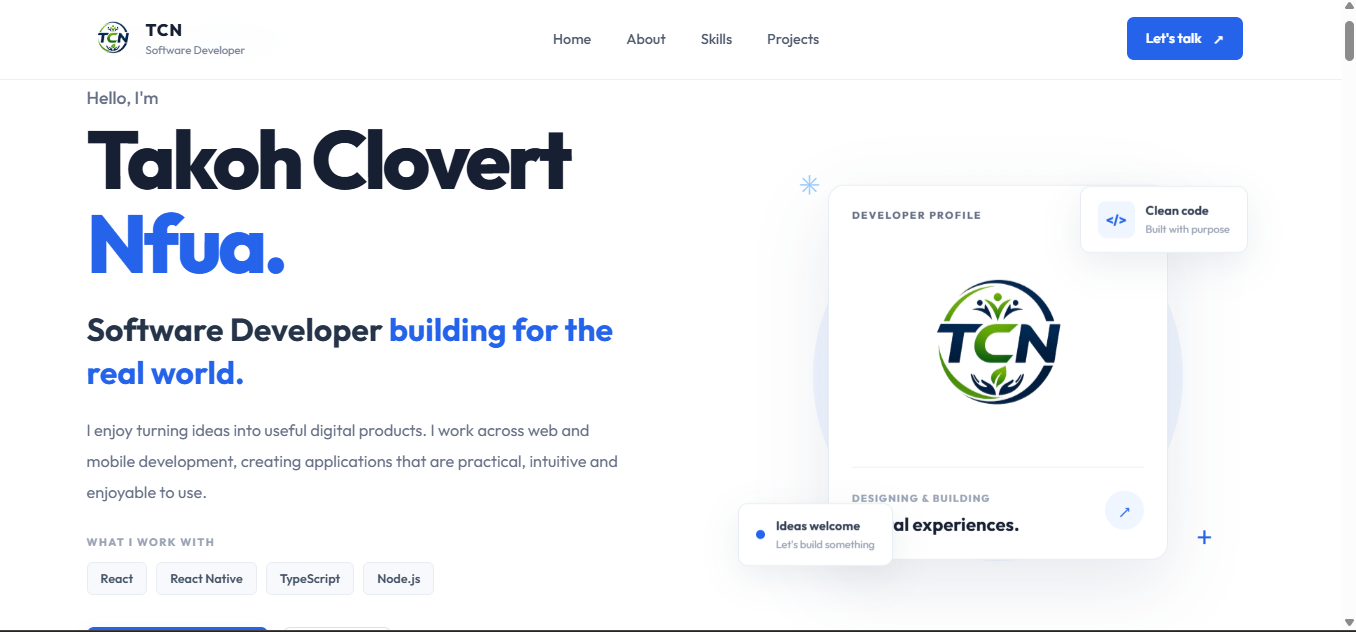 TCN
Software Developer
Home
About
Skills
Projects
Let's talk ↗
Hello, I'm
Takoh Clovert
Nfua.
Software Developer building for the
real world.
I enjoy turning ideas into useful digital products. I work across web and
mobile development, creating applications that are practical, intuitive and
enjoyable to use.
WHAT I WORK WITH
React
React Native
TypeScript
Node.js
DEVELOPER PROFILE
</>
Clean code
Built with purpose
TCN
DESIGNING & BUILDING
al experiences.
↗
Ideas welcome
Let's build something
+